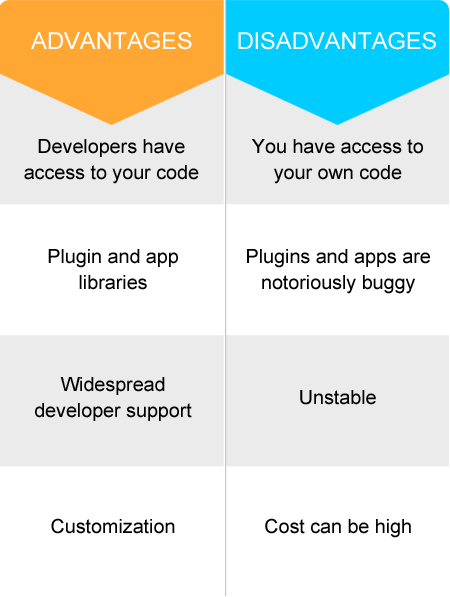 ADVANTAGES
DISADVANTAGES
Developers have
access to your code
You have access to
your own code
Plugin and app
libraries
Plugins and apps are
notoriously buggy
Widespread
developer support
Unstable
Customization
Cost can be high